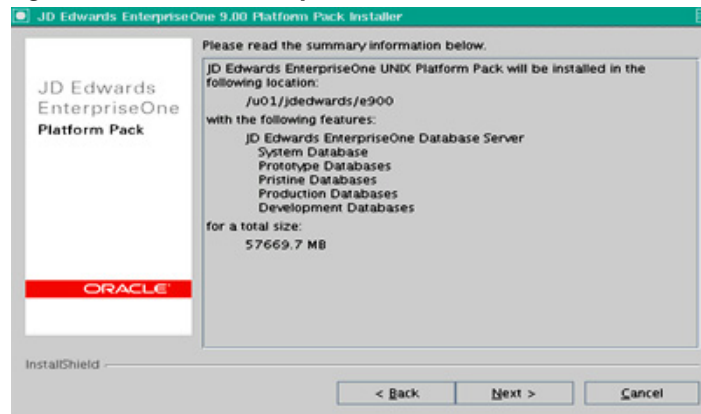 JD Edwards EnterpriseOne 9.00 Platform Pack Installer
Please read the summary information below.
JD Edwards
EnterpriseOne
Platform Pack
ORACLE
JD Edwards EnterpriseOne UNIX Platform Pack will be installed in the
following location:
/u01/jdedwards/e900
with the following features:
JD Edwards EnterpriseOne Database Server
System Database
Prototype Databases
Pristine Databases
Production Databases
Development Databases
for a total size:
57669.7 MB
InstallShield
< Back
Next >
Cancel